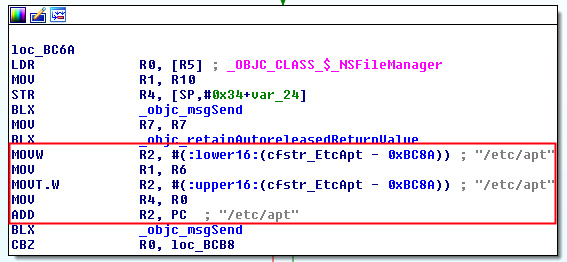 loc_BC6A
LDR R0, [R5] ; _OBJC_CLASS_$_NSFileManager
MOV R1, R10
STR R4, [SP,#0x34+var_24]
BLX _objc_msgSend
MOV R7, R7
BLX _objc_retainAutoreleasedReturnValue
MOVW R2, #(:lower16:(cfstr_EtcApt - 0xBC8A)) ; "/etc/apt"
MOV R1, R6
MOVT.W R2, #(:upper16:(cfstr_EtcApt - 0xBC8A)) ; "/etc/apt"
MOV R4, R0
ADD R2, PC ; "/etc/apt"
BLX _objc_msgSend
CBZ R0, loc_BCB8